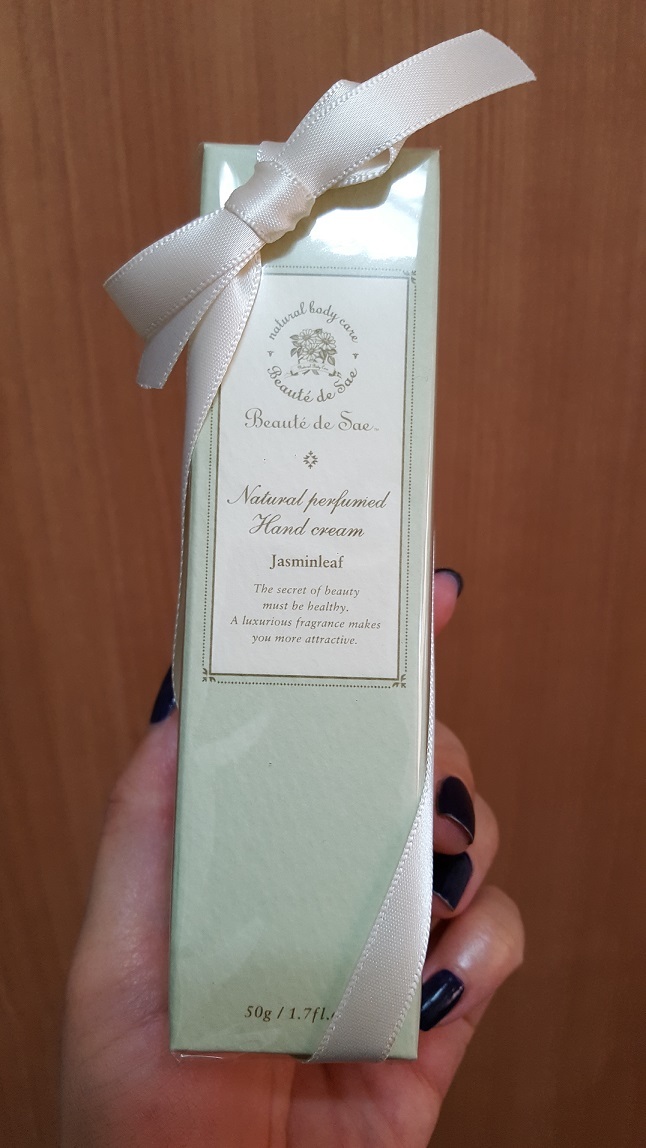 natural body care
Beauté de Sae
Beauté de Sae
Natural perfumed
Hand cream
Jasminleaf
The secret of beauty
must be healthy.
A luxurious fragrance makes
you more attractive.
50g / 1.7fl.